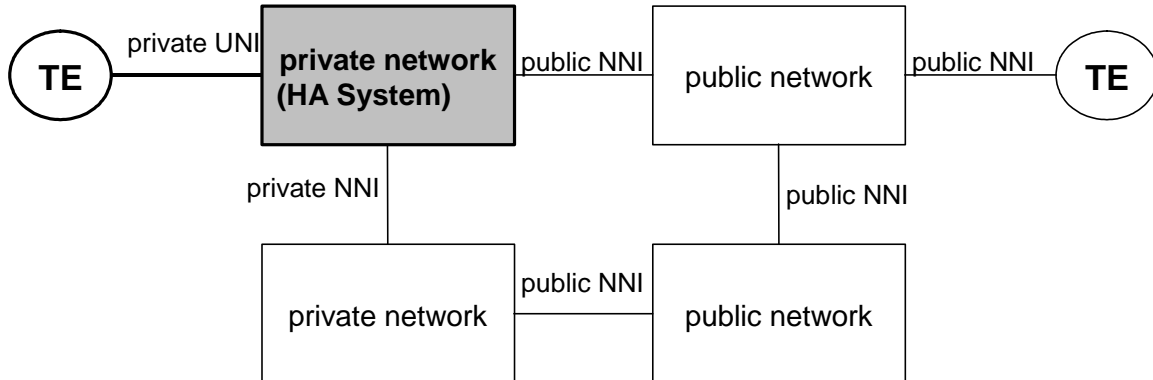 private UNI
TE
private network
(HA System)
public NNI
public network
public NNI
TE
private NNI
public NNI
private network
public NNI
public network